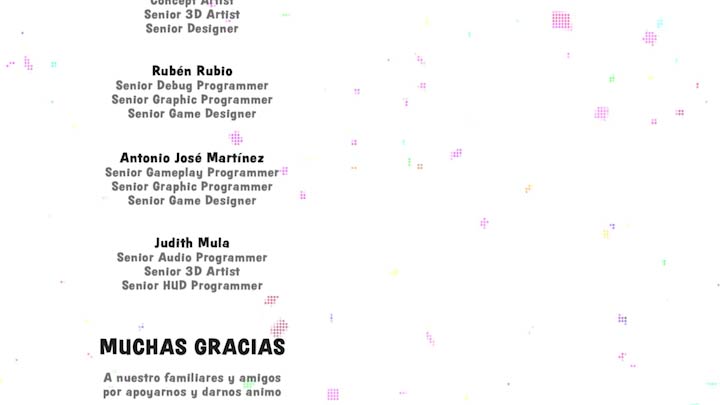 Concept Artist
Senior 3D Artist
Senior Designer
Rubén Rubio
Senior Debug Programmer
Senior Graphic Programmer
Senior Game Designer
Antonio José Martínez
Senior Gameplay Programmer
Senior Graphic Programmer
Senior Game Designer
Judith Mula
Senior Audio Programmer
Senior 3D Artist
Senior HUD Programmer
MUCHAS GRACIAS
A nuestro familiares y amigos
por apoyarnos y darnos animo